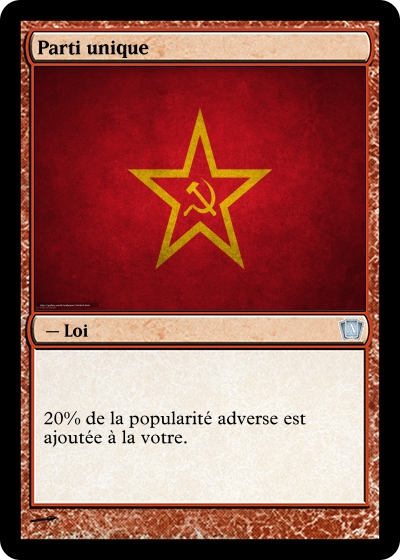 Parti unique
— Loi
20% de la popularité adverse est
ajoutée à la votre.